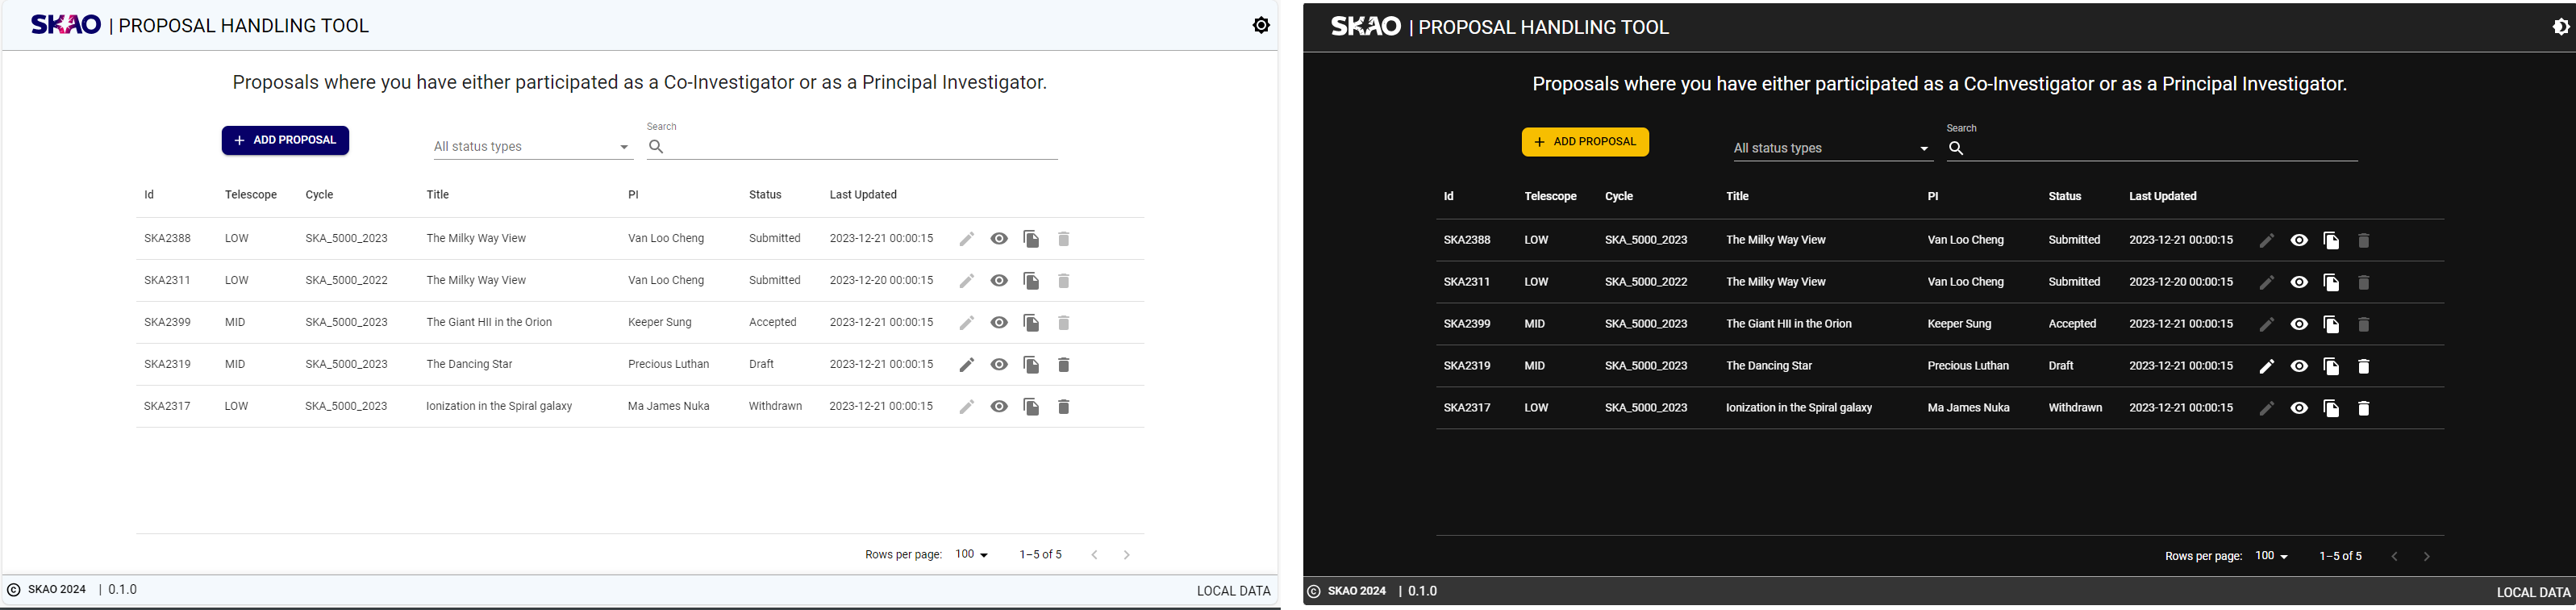 SKAO | PROPOSAL HANDLING TOOL
Proposals where you have either participated as a Co-Investigator or as a Principal Investigator.
+ ADD PROPOSAL All status types Search
Id Telescope Cycle Title PI Status Last Updated
SKA2388 LOW SKA_5000_2023 The Milky Way View Van Loo Cheng Submitted 2023-12-21 00:00:15
SKA2311 LOW SKA_5000_2022 The Milky Way View Van Loo Cheng Submitted 2023-12-20 00:00:15
SKA2399 MID SKA_5000_2023 The Giant HII in the Orion Keeper Sung Accepted 2023-12-21 00:00:15
SKA2319 MID SKA_5000_2023 The Dancing Star Precious Luthan Draft 2023-12-21 00:00:15
SKA2317 LOW SKA_5000_2023 Ionization in the Spiral galaxy Ma James Nuka Withdrawn 2023-12-21 00:00:15
Rows per page: 100 1–5 of 5
© SKAO 2024 | 0.1.0 LOCAL DATA
SKAO | PROPOSAL HANDLING TOOL
Proposals where you have either participated as a Co-Investigator or as a Principal Investigator.
+ ADD PROPOSAL All status types Search
Id Telescope Cycle Title PI Status Last Updated
SKA2388 LOW SKA_5000_2023 The Milky Way View Van Loo Cheng Submitted 2023-12-21 00:00:15
SKA2311 LOW SKA_5000_2022 The Milky Way View Van Loo Cheng Submitted 2023-12-20 00:00:15
SKA2399 MID SKA_5000_2023 The Giant HII in the Orion Keeper Sung Accepted 2023-12-21 00:00:15
SKA2319 MID SKA_5000_2023 The Dancing Star Precious Luthan Draft 2023-12-21 00:00:15
SKA2317 LOW SKA_5000_2023 Ionization in the Spiral galaxy Ma James Nuka Withdrawn 2023-12-21 00:00:15
Rows per page: 100 1–5 of 5
© SKAO 2024 | 0.1.0 LOCAL DATA